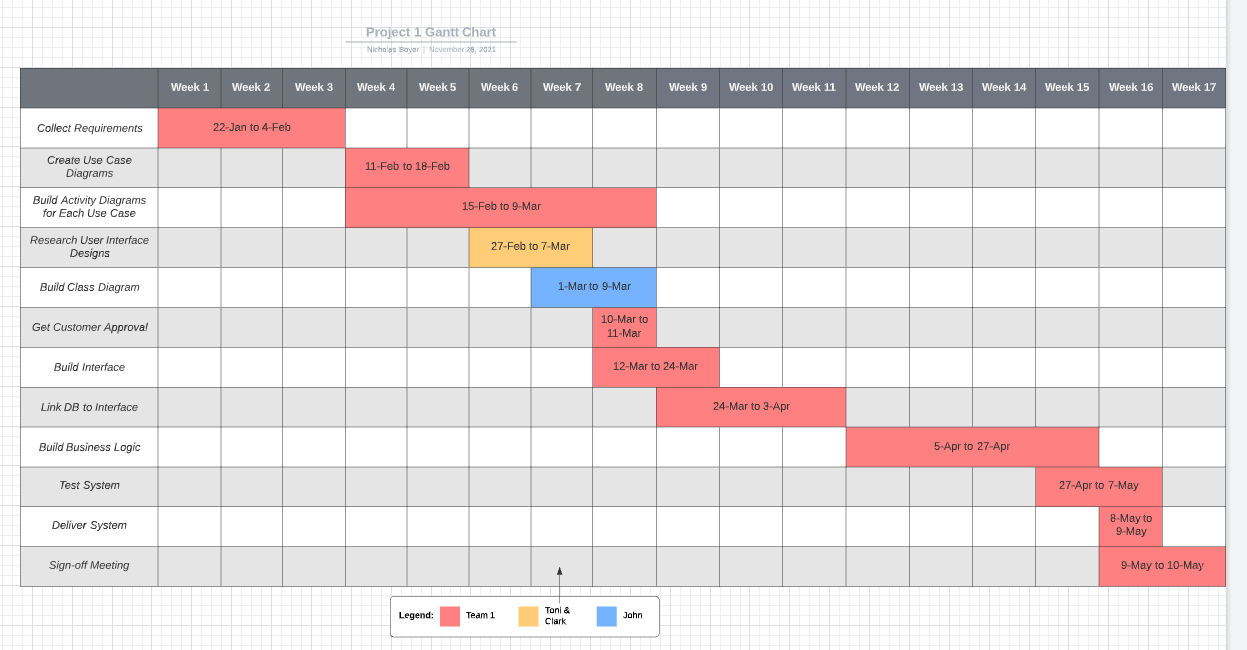 Project 1 Gantt Chart
Nicholas Boyer | November 28, 2021
Week 1 Week 2 Week 3 Week 4 Week 5 Week 6 Week 7 Week 8 Week 9 Week 10 Week 11 Week 12 Week 13 Week 14 Week 15 Week 16 Week 17
Collect Requirements 22-Jan to 4-Feb
Create Use Case
Diagrams
11-Feb to 18-Feb
Build Activity Diagrams
for Each Use Case
15-Feb to 9-Mar
Research User Interface
Designs
27-Feb to 7-Mar
Build Class Diagram 1-Mar to 9-Mar
Get Customer Approval
10-Mar to
11-Mar
Build Interface 12-Mar to 24-Mar
Link DB to Interface 24-Mar to 3-Apr
Build Business Logic 5-Apr to 27-Apr
Test System 27-Apr to 7-May
Deliver System
8-May to
9-May
Sign-off Meeting 9-May to 10-May
Legend: Team 1
Toni &
Clark
John